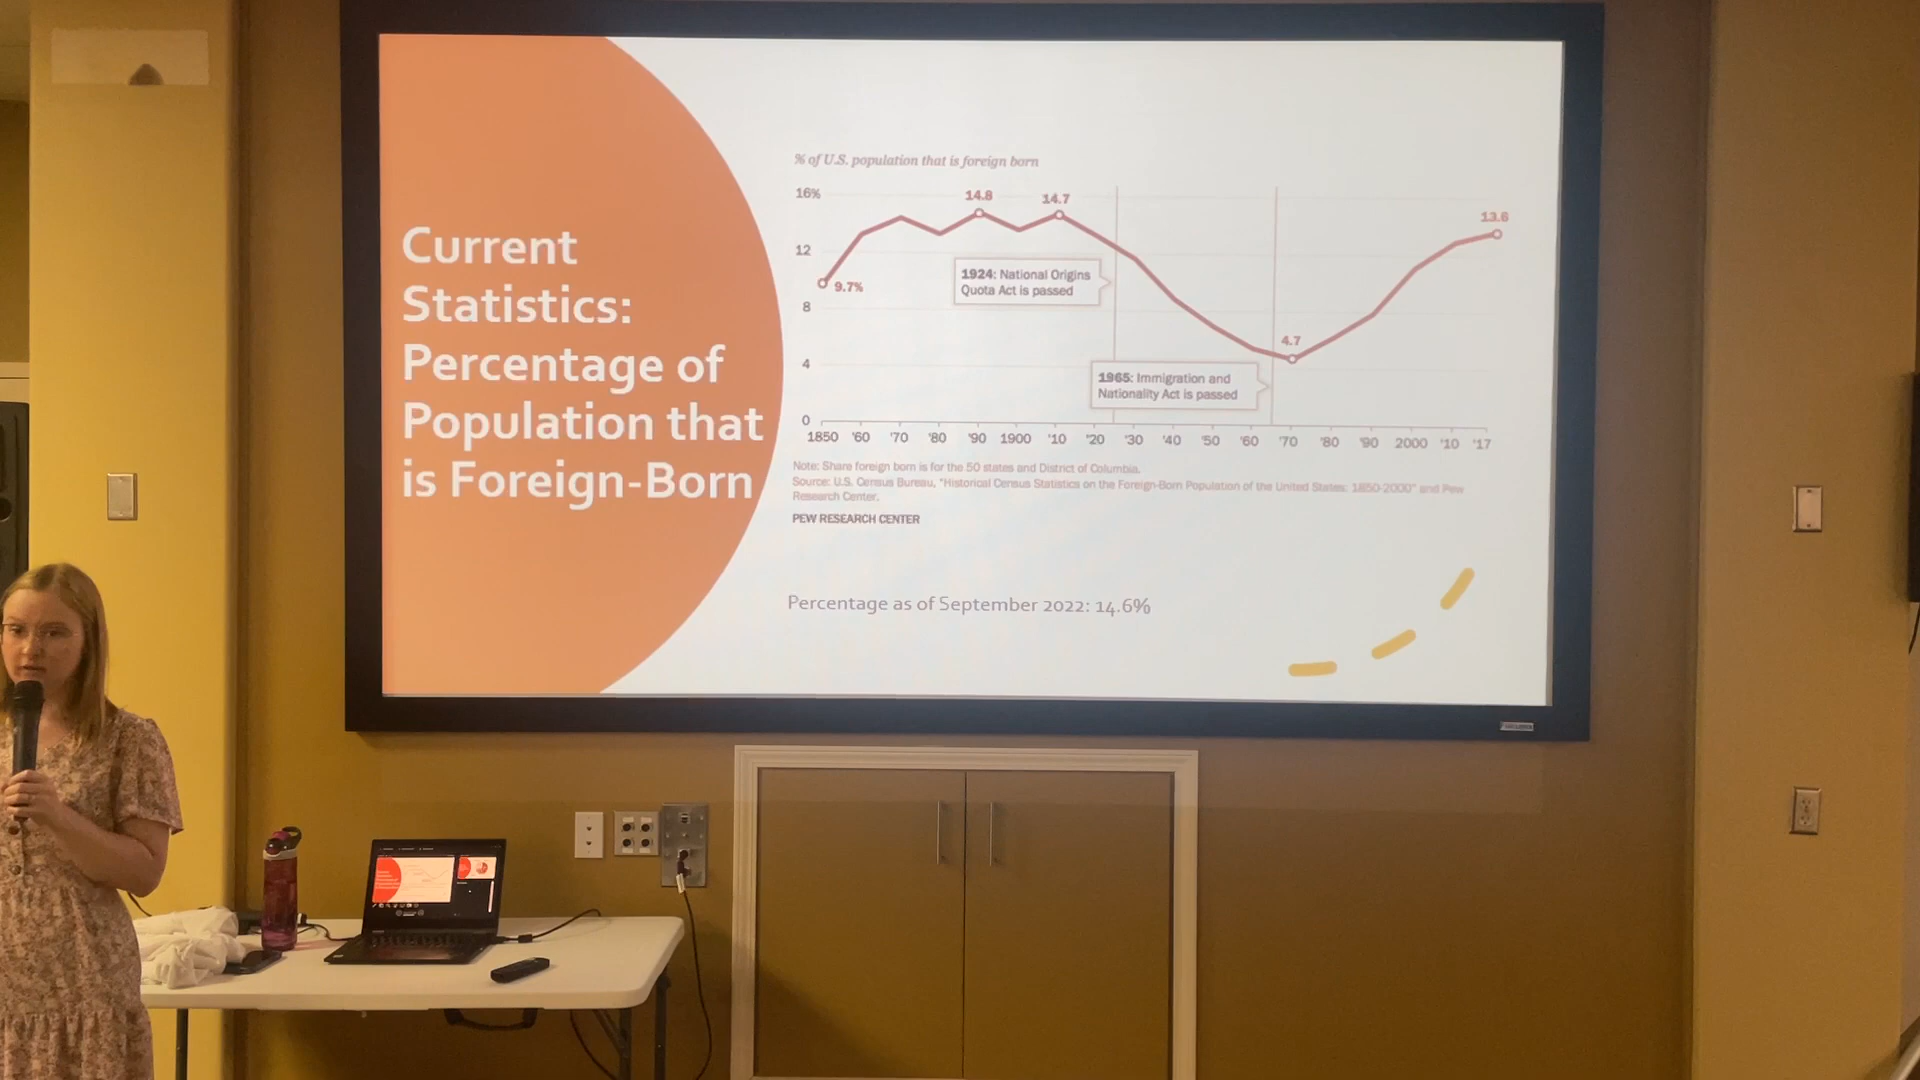 Current
Statistics:
Percentage of
Population that
is Foreign-Born
% of U.S. population that is foreign born
16%
12
8
4
0
9.7%
14.8
14.7
4.7
13.6
1924: National Origins
Quota Act is passed
1965: Immigration and
Nationality Act is passed
1850 '60 '70 '80 '90 1900 '10 '20 '30 '40 '50 '60 '70 '80 '90 2000 '10 '17
Note: Share foreign born is for the 50 states and District of Columbia.
Source: U.S. Census Bureau, "Historical Census Statistics on the Foreign-Born Population of the United States: 1850-2000" and Pew
Research Center.
PEW RESEARCH CENTER
Percentage as of September 2022: 14.6%